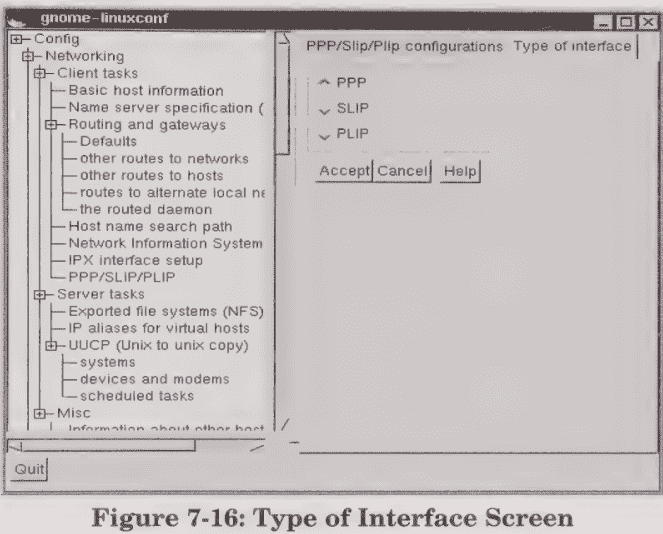 gnome-linuxconf
Config
Networking
Client tasks
Basic host information
Name server specification (
Routing and gateways
Defaults
other routes to networks
other routes to hosts
routes to alternate local ne
the routed daemon
Host name search path
Network Information System
IPX interface setup
PPP/SLIP/PLIP
Server tasks
Exported file systems (NFS)
IP aliases for virtual hosts
UUCP (Unix to unix copy)
systems
devices and modems
scheduled tasks
Misc
Information about other host
Quit
PPP/Slip/Plip configurations Type of interface
PPP
SLIP
PLIP
Accept Cancel Help
Figure 7-16: Type of Interface Screen